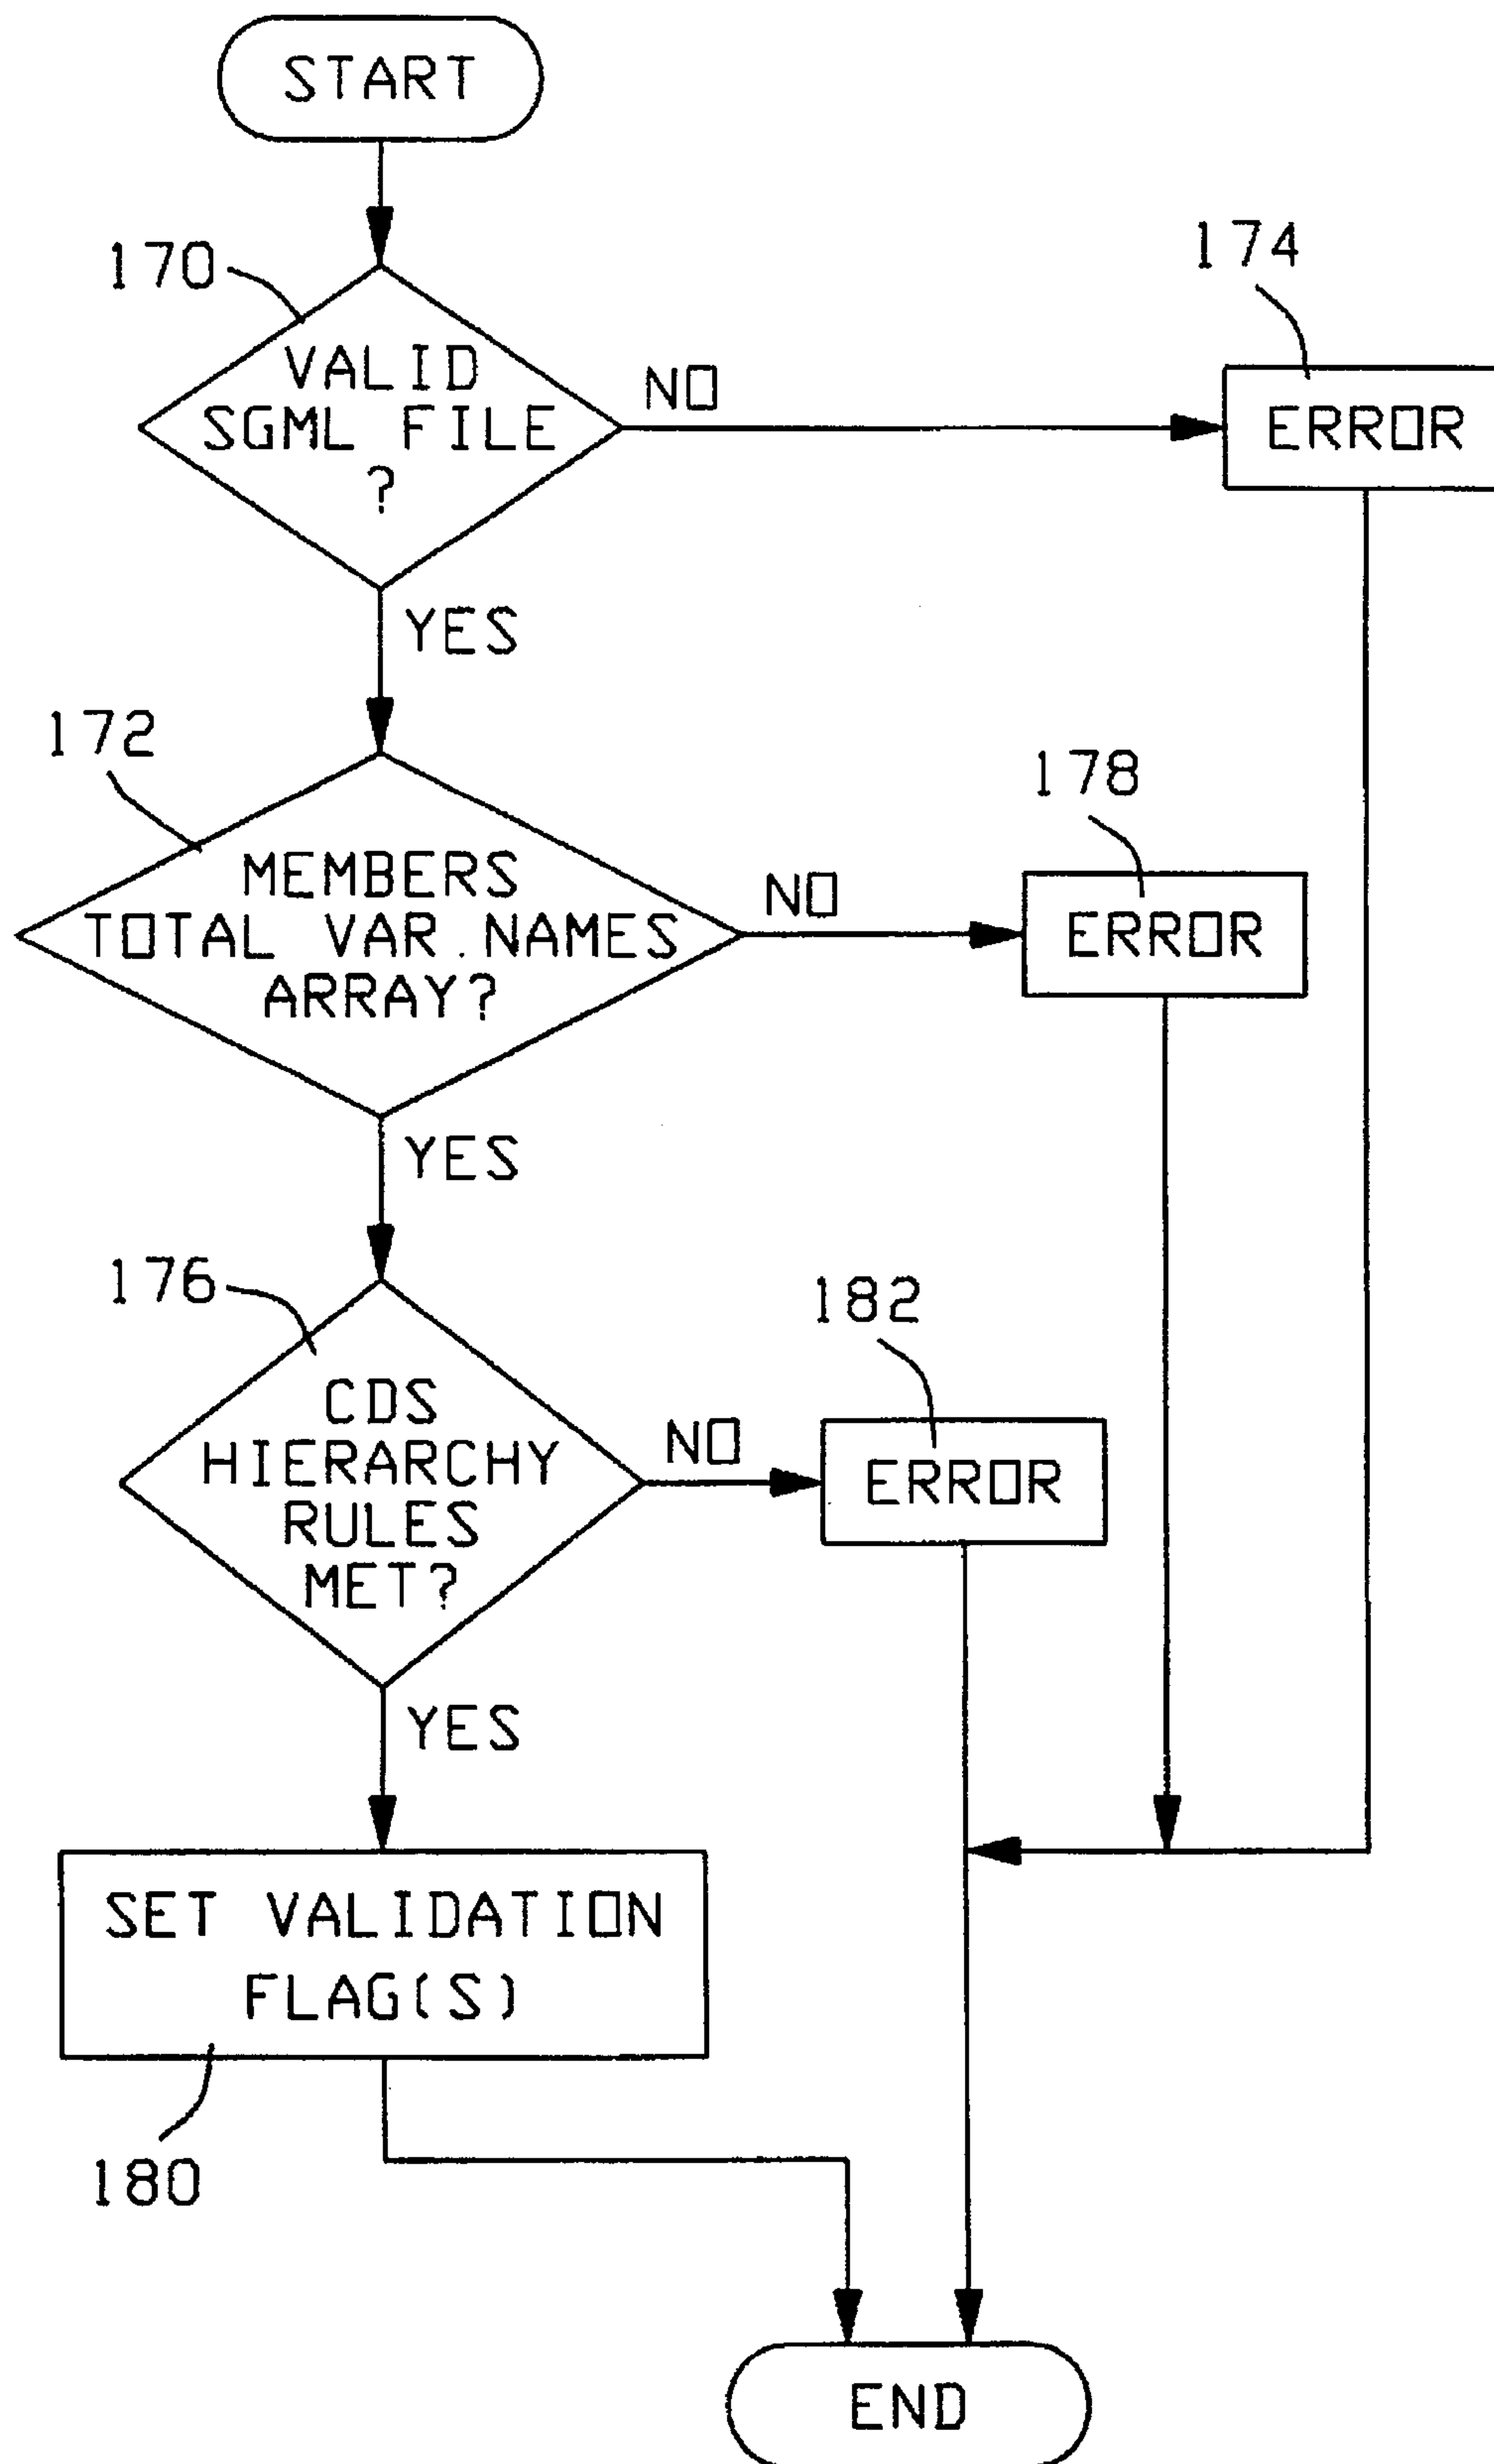 START
170
174
VALID
SGML FILE
?
NO
ERROR
YES
172
178
MEMBERS
TOTAL VAR. NAMES
ARRAY?
NO
ERROR
YES
176
182
CDS
HIERARCHY
RULES
MET?
NO
ERROR
YES
SET VALIDATION
FLAG(S)
180
END